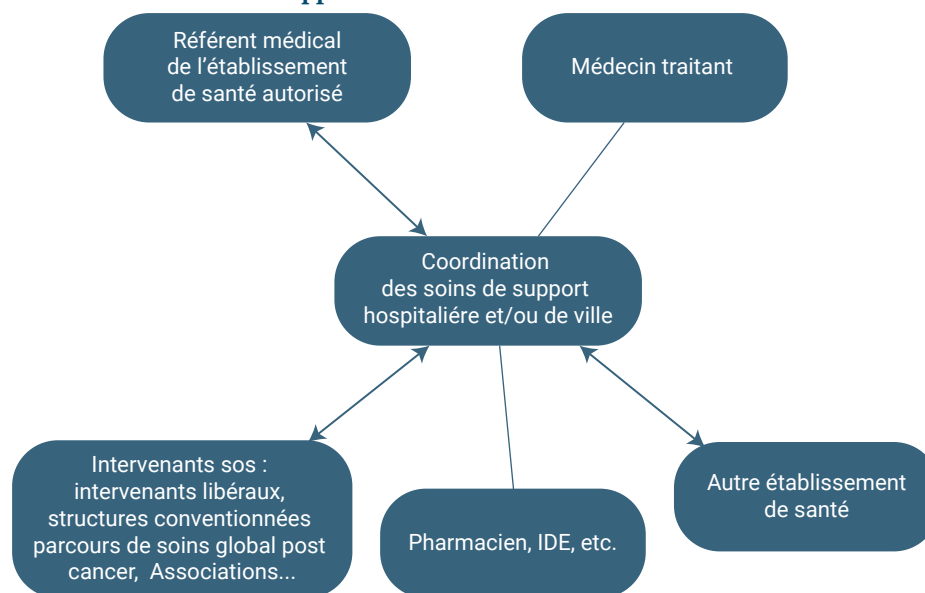 Référent médical
de l'établissement
de santé autorisé
Médecin traitant
Coordination
des soins de support
hospitaliére et/ou de ville
Intervenants sos :
intervenants libéraux,
structures conventionnées
parcours de soins global post
cancer, Associations...
Pharmacien, IDE, etc.
Autre établissement
de santé